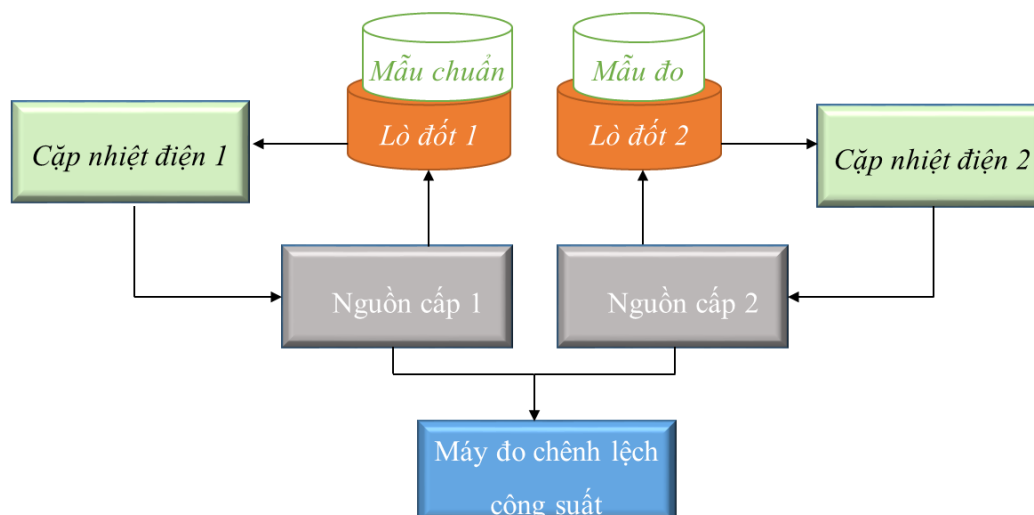 Mẫu chuẩn
Mẫu đo
Lò đốt 1
Lò đốt 2
Cặp nhiệt điện 1
Cặp nhiệt điện 2
Nguồn cấp 1
Nguồn cấp 2
Máy đo chênh lệch
công suất